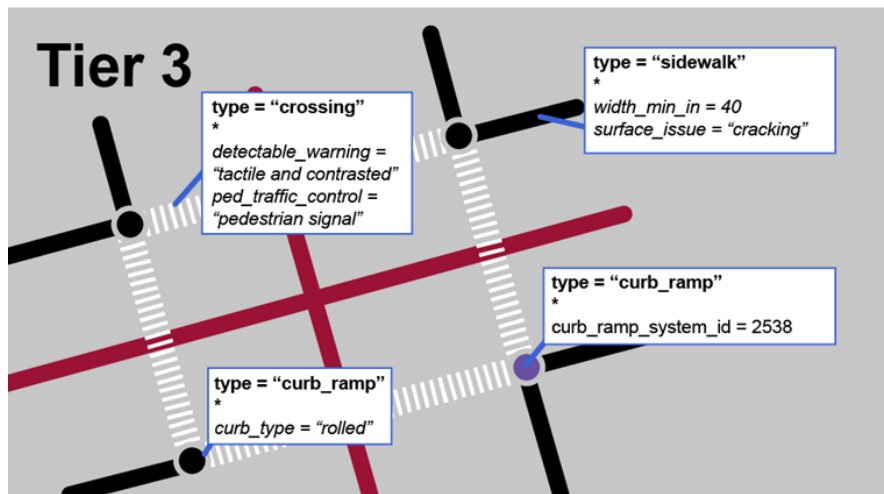 Tier 3
type = “crossing”
*
detectable_warning =
“tactile and contrasted”
ped_traffic_control =
“pedestrian signal”
type = “sidewalk”
*
width_min_in = 40
surface_issue = “cracking”
type = “curb_ramp”
*
curb_ramp_system_id = 2538
type = “curb_ramp”
*
curb_type = “rolled”